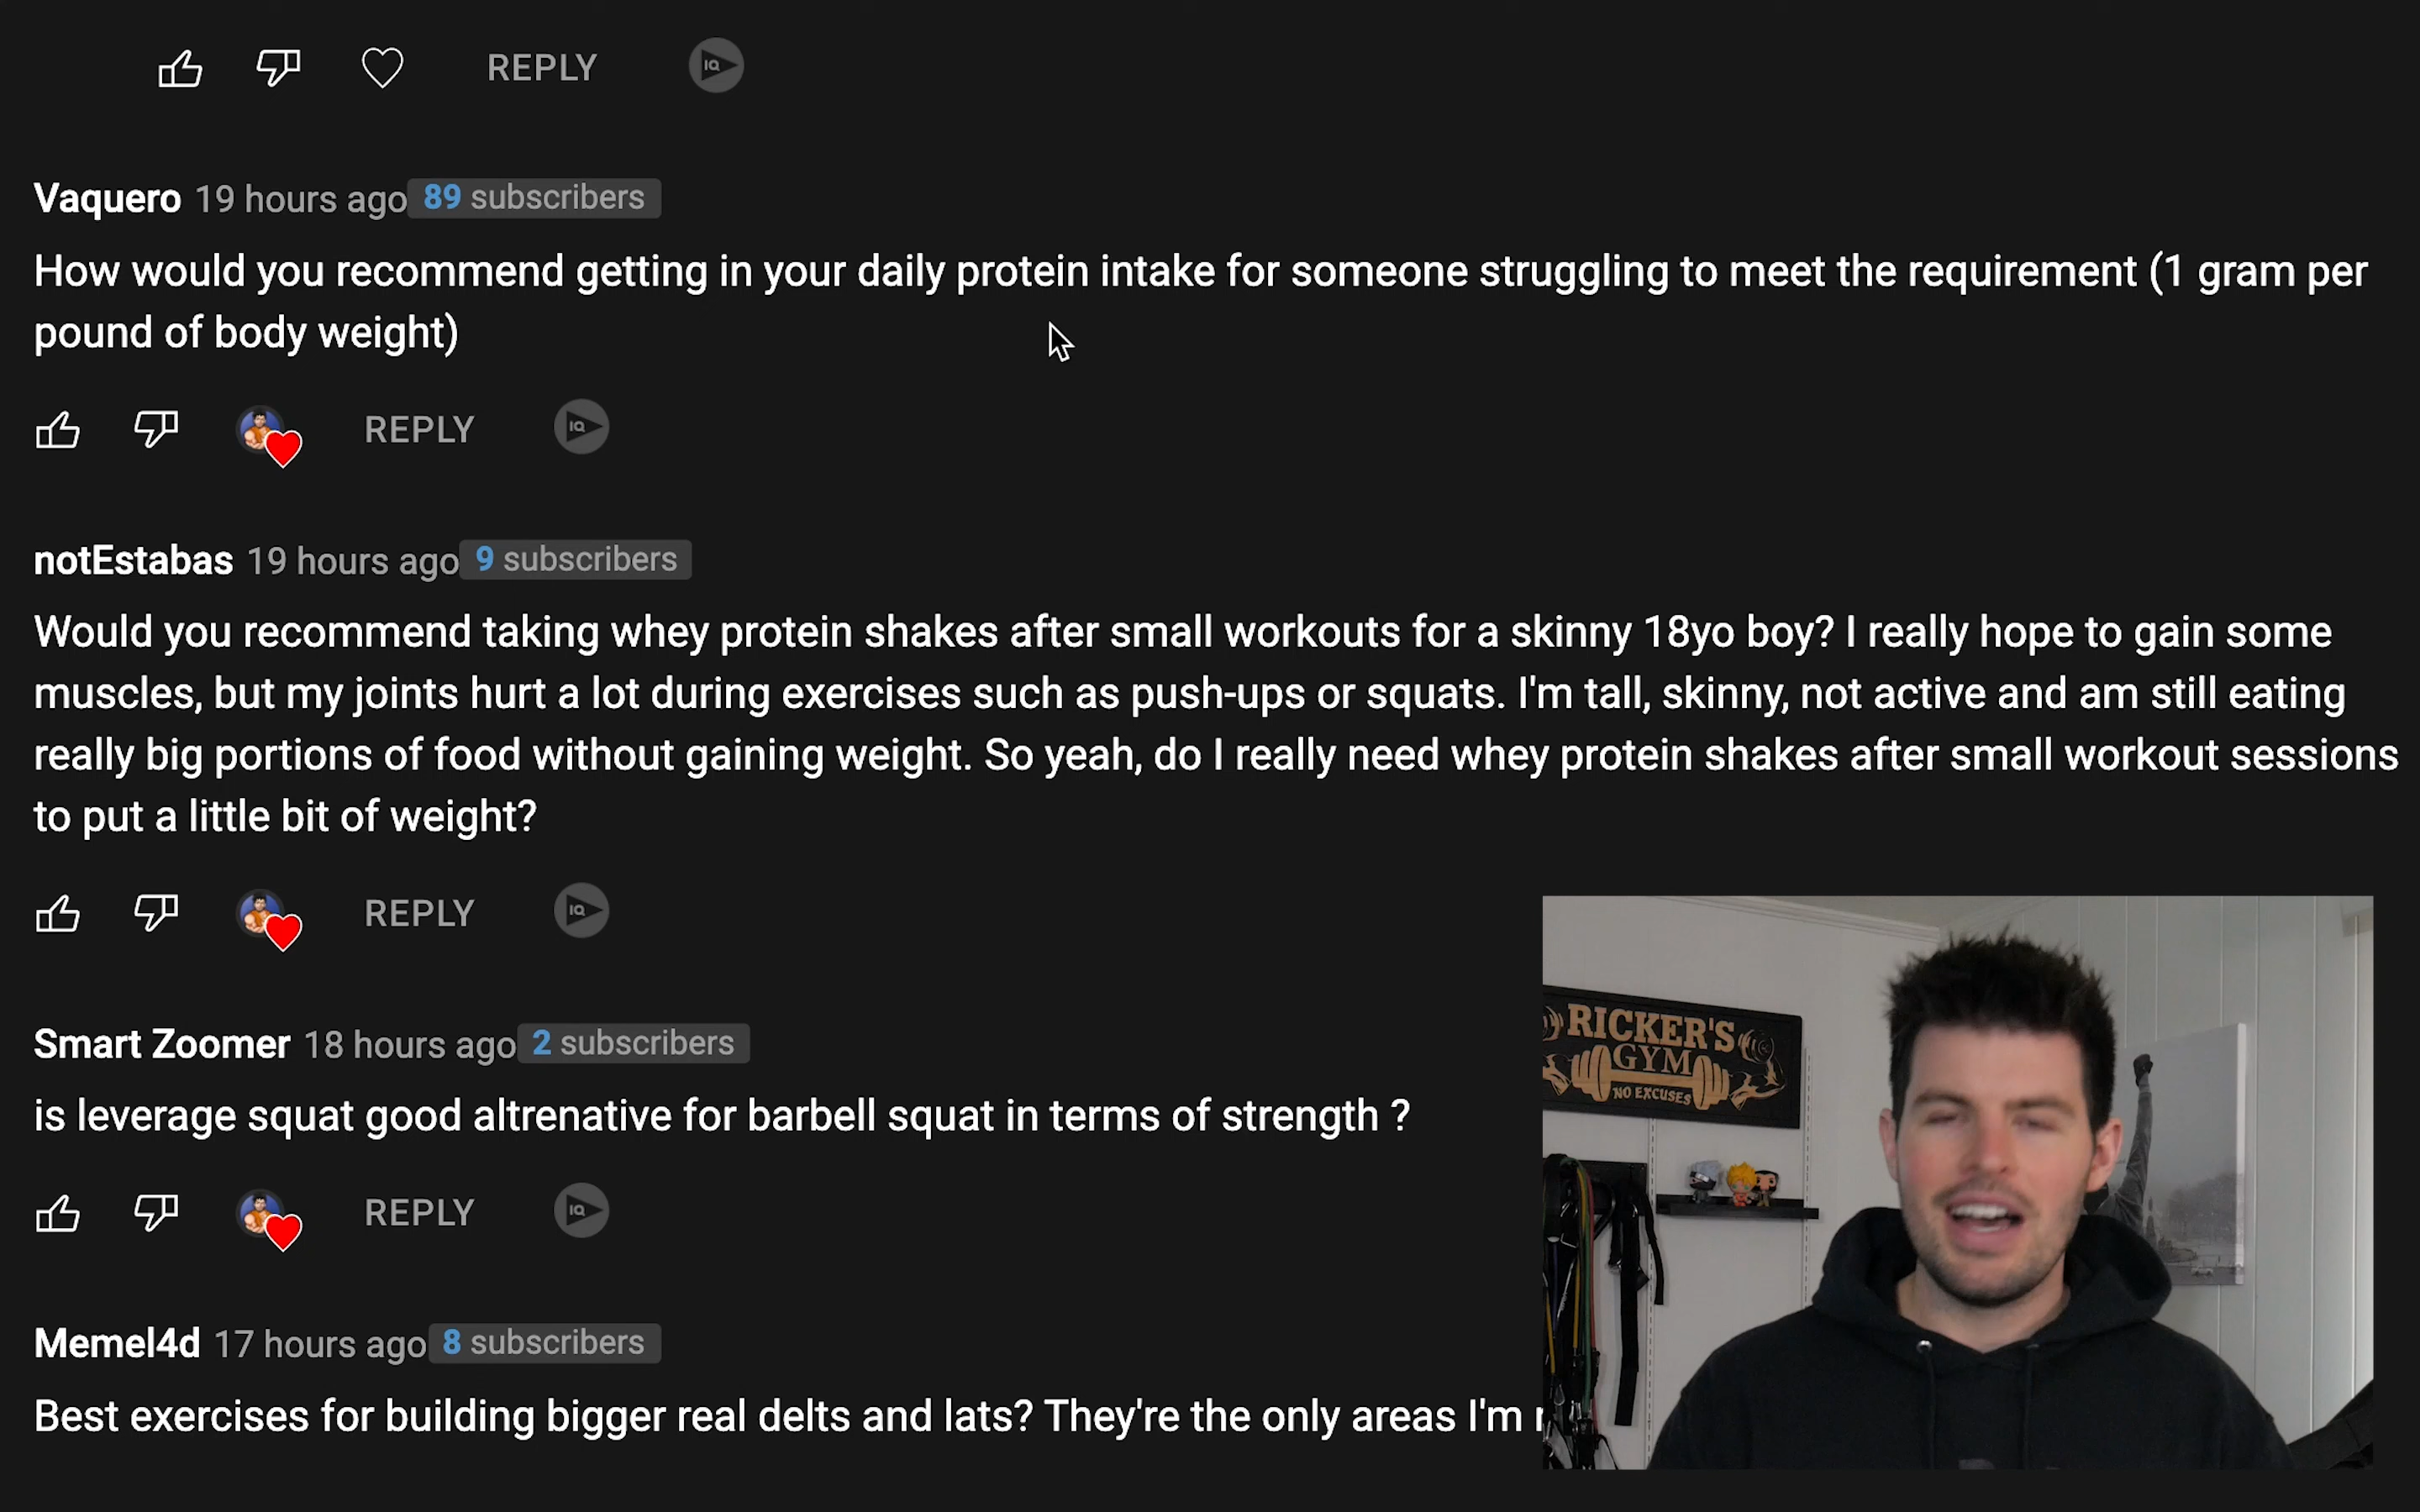 REPLY
IQ
Vaquero 19 hours ago 89 subscribers
How would you recommend getting in your daily protein intake for someone struggling to meet the requirement (1 gram per
pound of body weight)
REPLY
IQ
notEstabas 19 hours ago 9 subscribers
Would you recommend taking whey protein shakes after small workouts for a skinny 18yo boy? I really hope to gain some
muscles, but my joints hurt a lot during exercises such as push-ups or squats. I'm tall, skinny, not active and am still eating
really big portions of food without gaining weight. So yeah, do I really need whey protein shakes after small workout sessions
to put a little bit of weight?
REPLY
IQ
Smart Zoomer 18 hours ago 2 subscribers
is leverage squat good altrenative for barbell squat in terms of strength ?
REPLY
IQ
Memel4d 17 hours ago 8 subscribers
Best exercises for building bigger real delts and lats? They're the only areas I'm
RICKER'S
GYM
NO EXCUSES